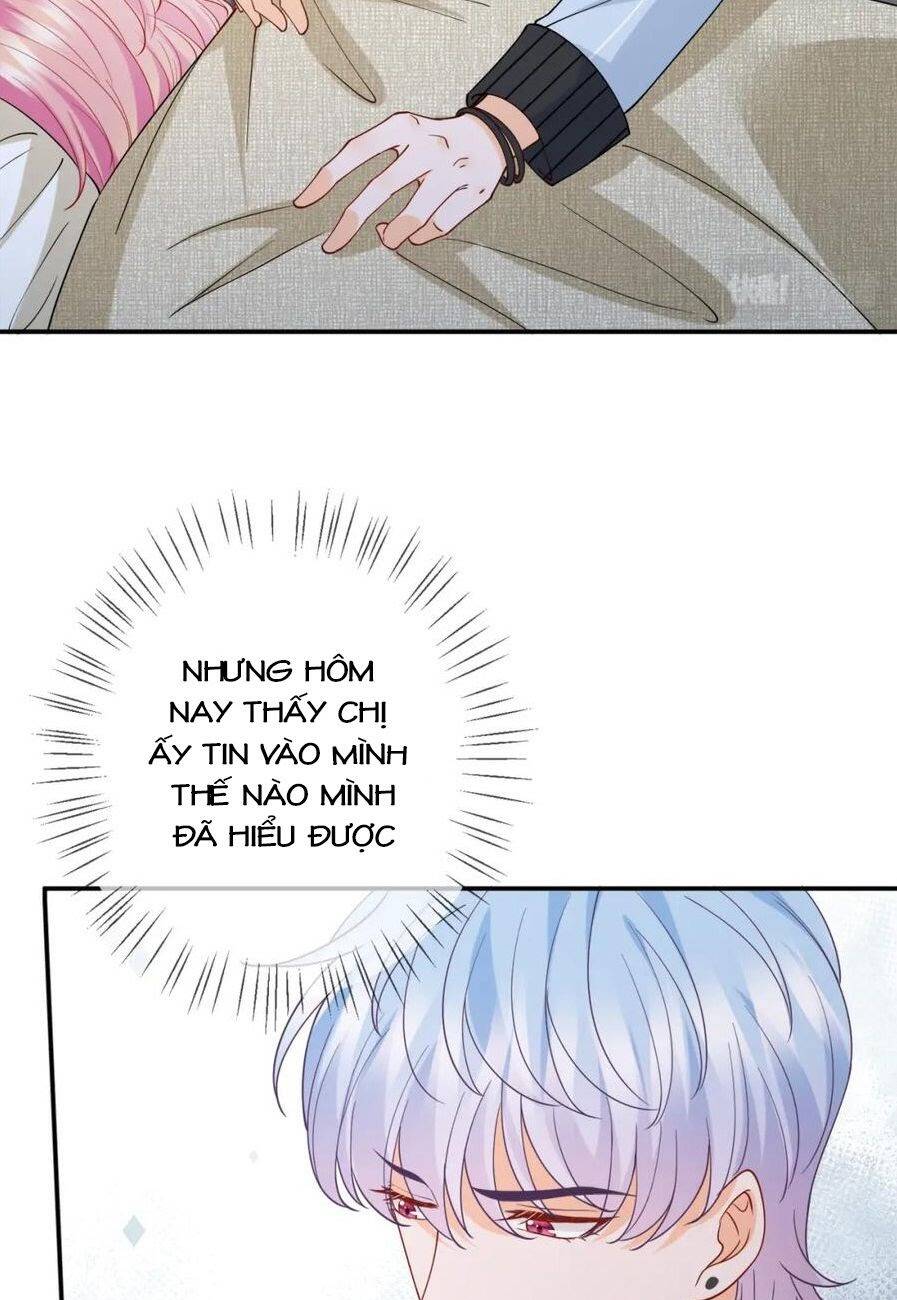 NHƯNG HÔM
NAY THẤY CHỊ
ẤY TIN VÀO MÌNH
THẾ NÀO MÌNH
ĐÃ HIỂU ĐƯỢC